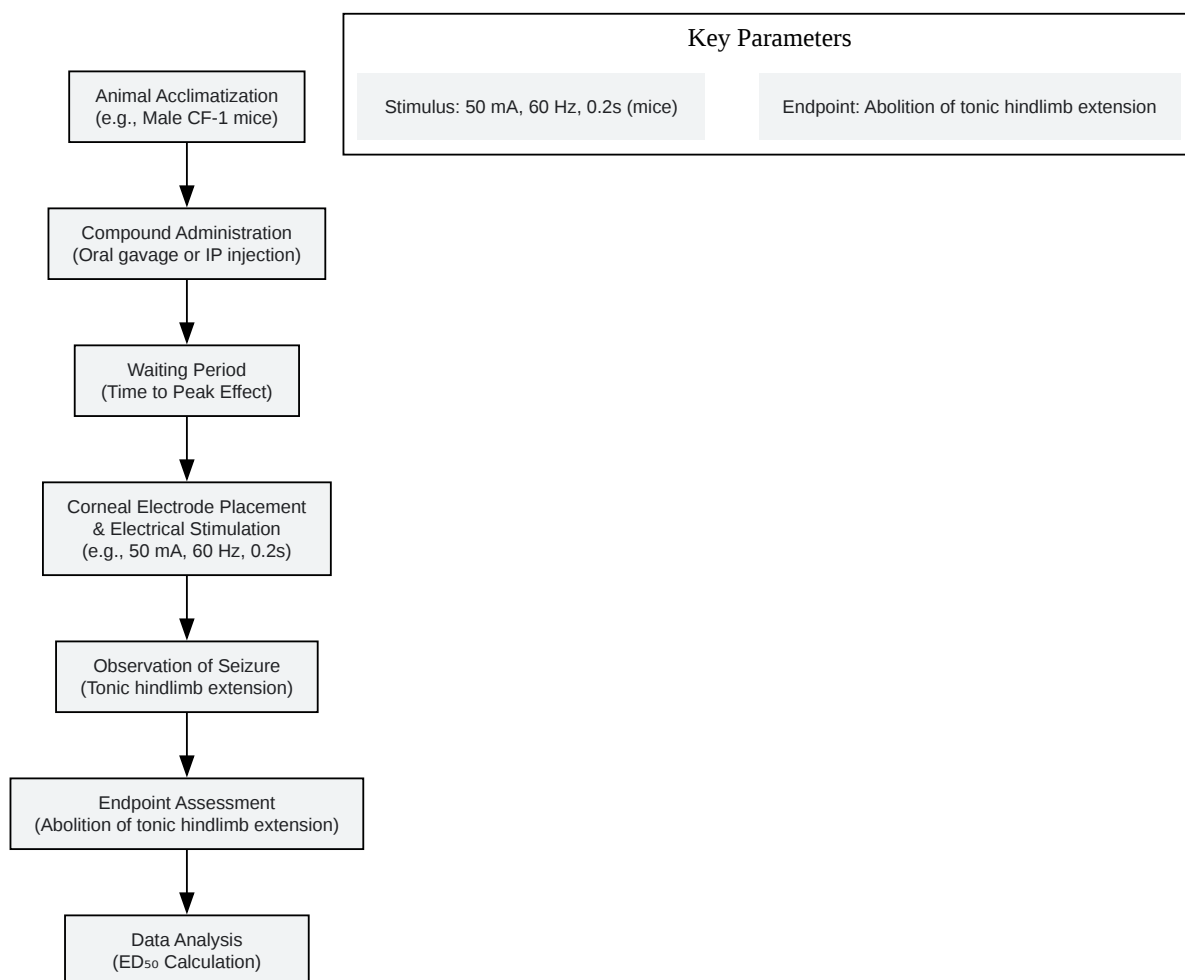 Key Parameters
Stimulus: 50 mA, 60 Hz, 0.2s (mice)
Endpoint: Abolition of tonic hindlimb extension
Animal Acclimatization
(e.g., Male CF-1 mice)
Compound Administration
(Oral gavage or IP injection)
Waiting Period
(Time to Peak Effect)
Corneal Electrode Placement
& Electrical Stimulation
(e.g., 50 mA, 60 Hz, 0.2s)
Observation of Seizure
(Tonic hindlimb extension)
Endpoint Assessment
(Abolition of tonic hindlimb extension)
Data Analysis
(ED₅₀ Calculation)